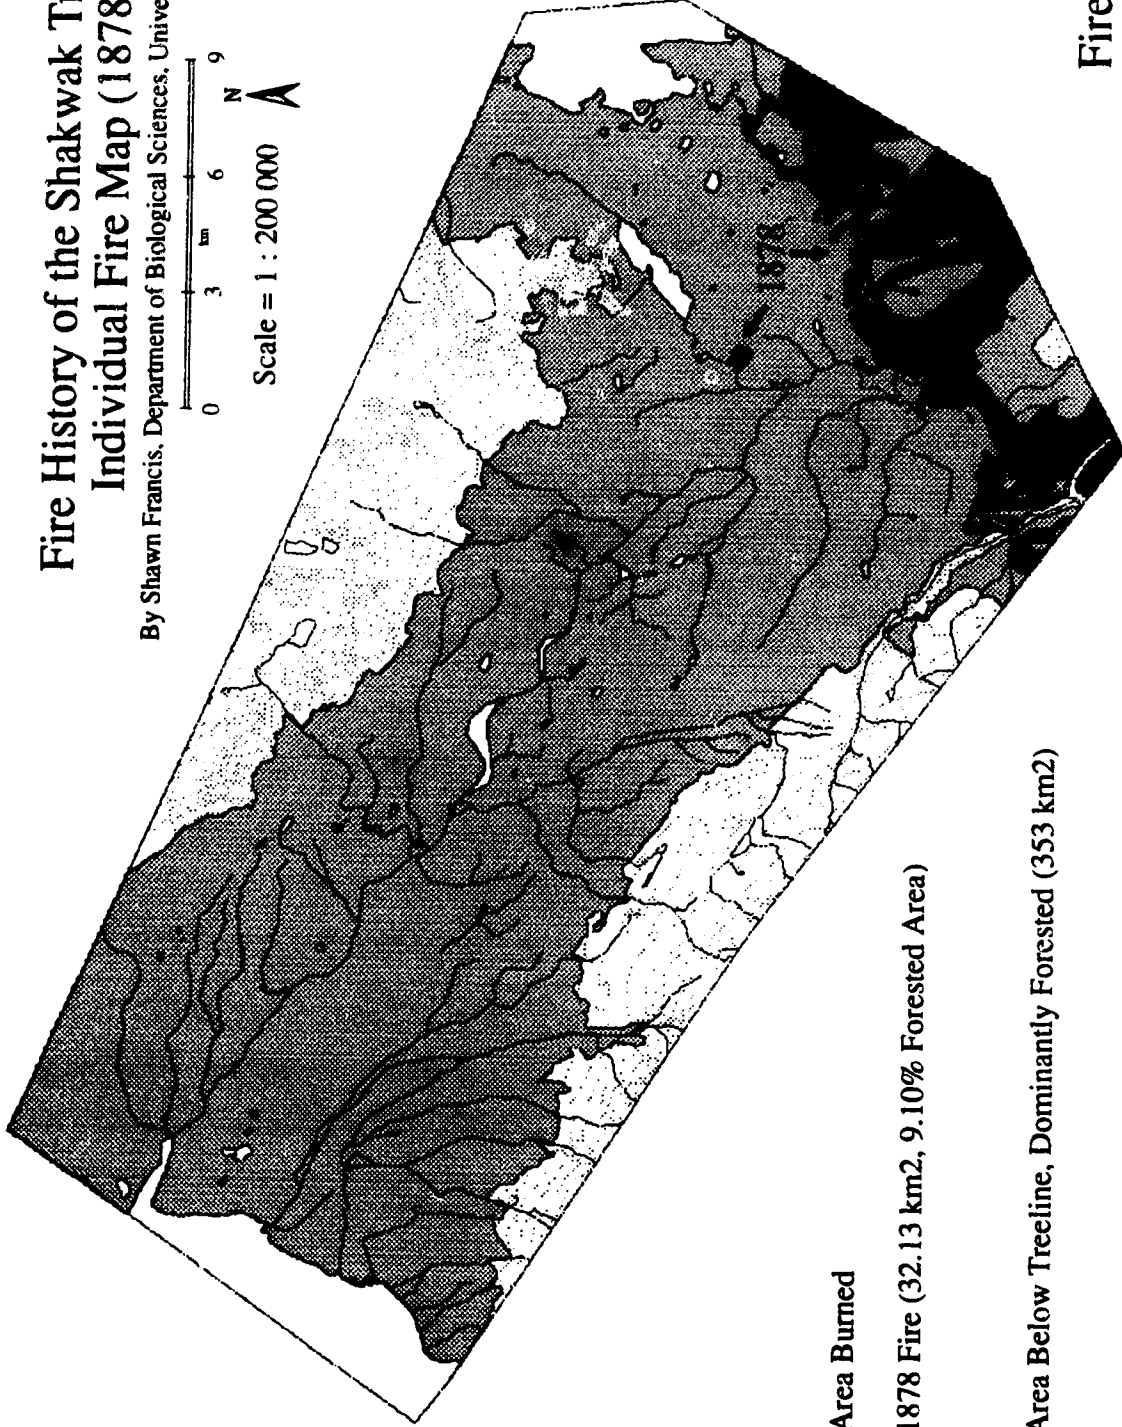 Fire History of the Shakwak
Individual Fire Map (1878
By Shawn Francis, Department of Biological Sciences,
0 3 km 6 9
N
Scale = 1 : 200 000
1878
Area Burned
1878 Fire (32.13 km2, 9.10% Forested Area)
Area Below Treeline, Dominantly Forested (353 km2)
Fire